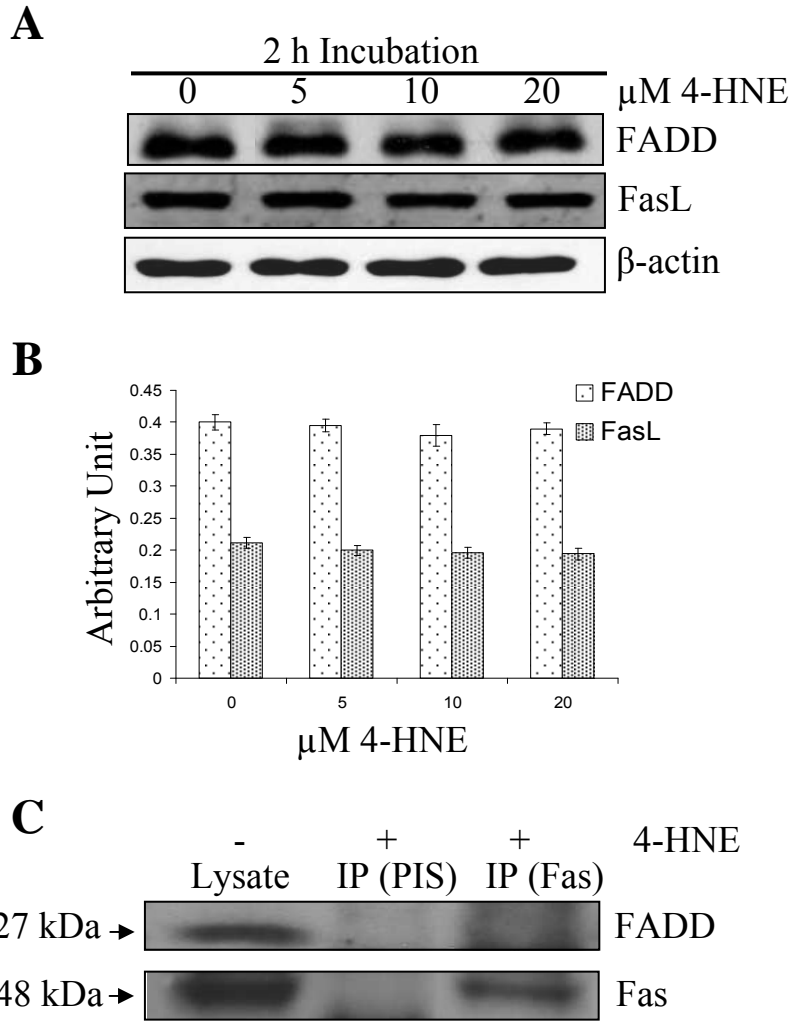 A
2 h Incubation
0 5 10 20 µM 4-HNE
FADD
FasL
β-actin
B
0.45
0.4
0.35
0.3
0.25
0.2
0.15
0.1
0.05
0
Arbitrary Unit
FADD
FasL
0 5 10 20
µM 4-HNE
C
- + + 4-HNE
Lysate IP (PIS) IP (Fas)
27 kDa FADD
48 kDa Fas